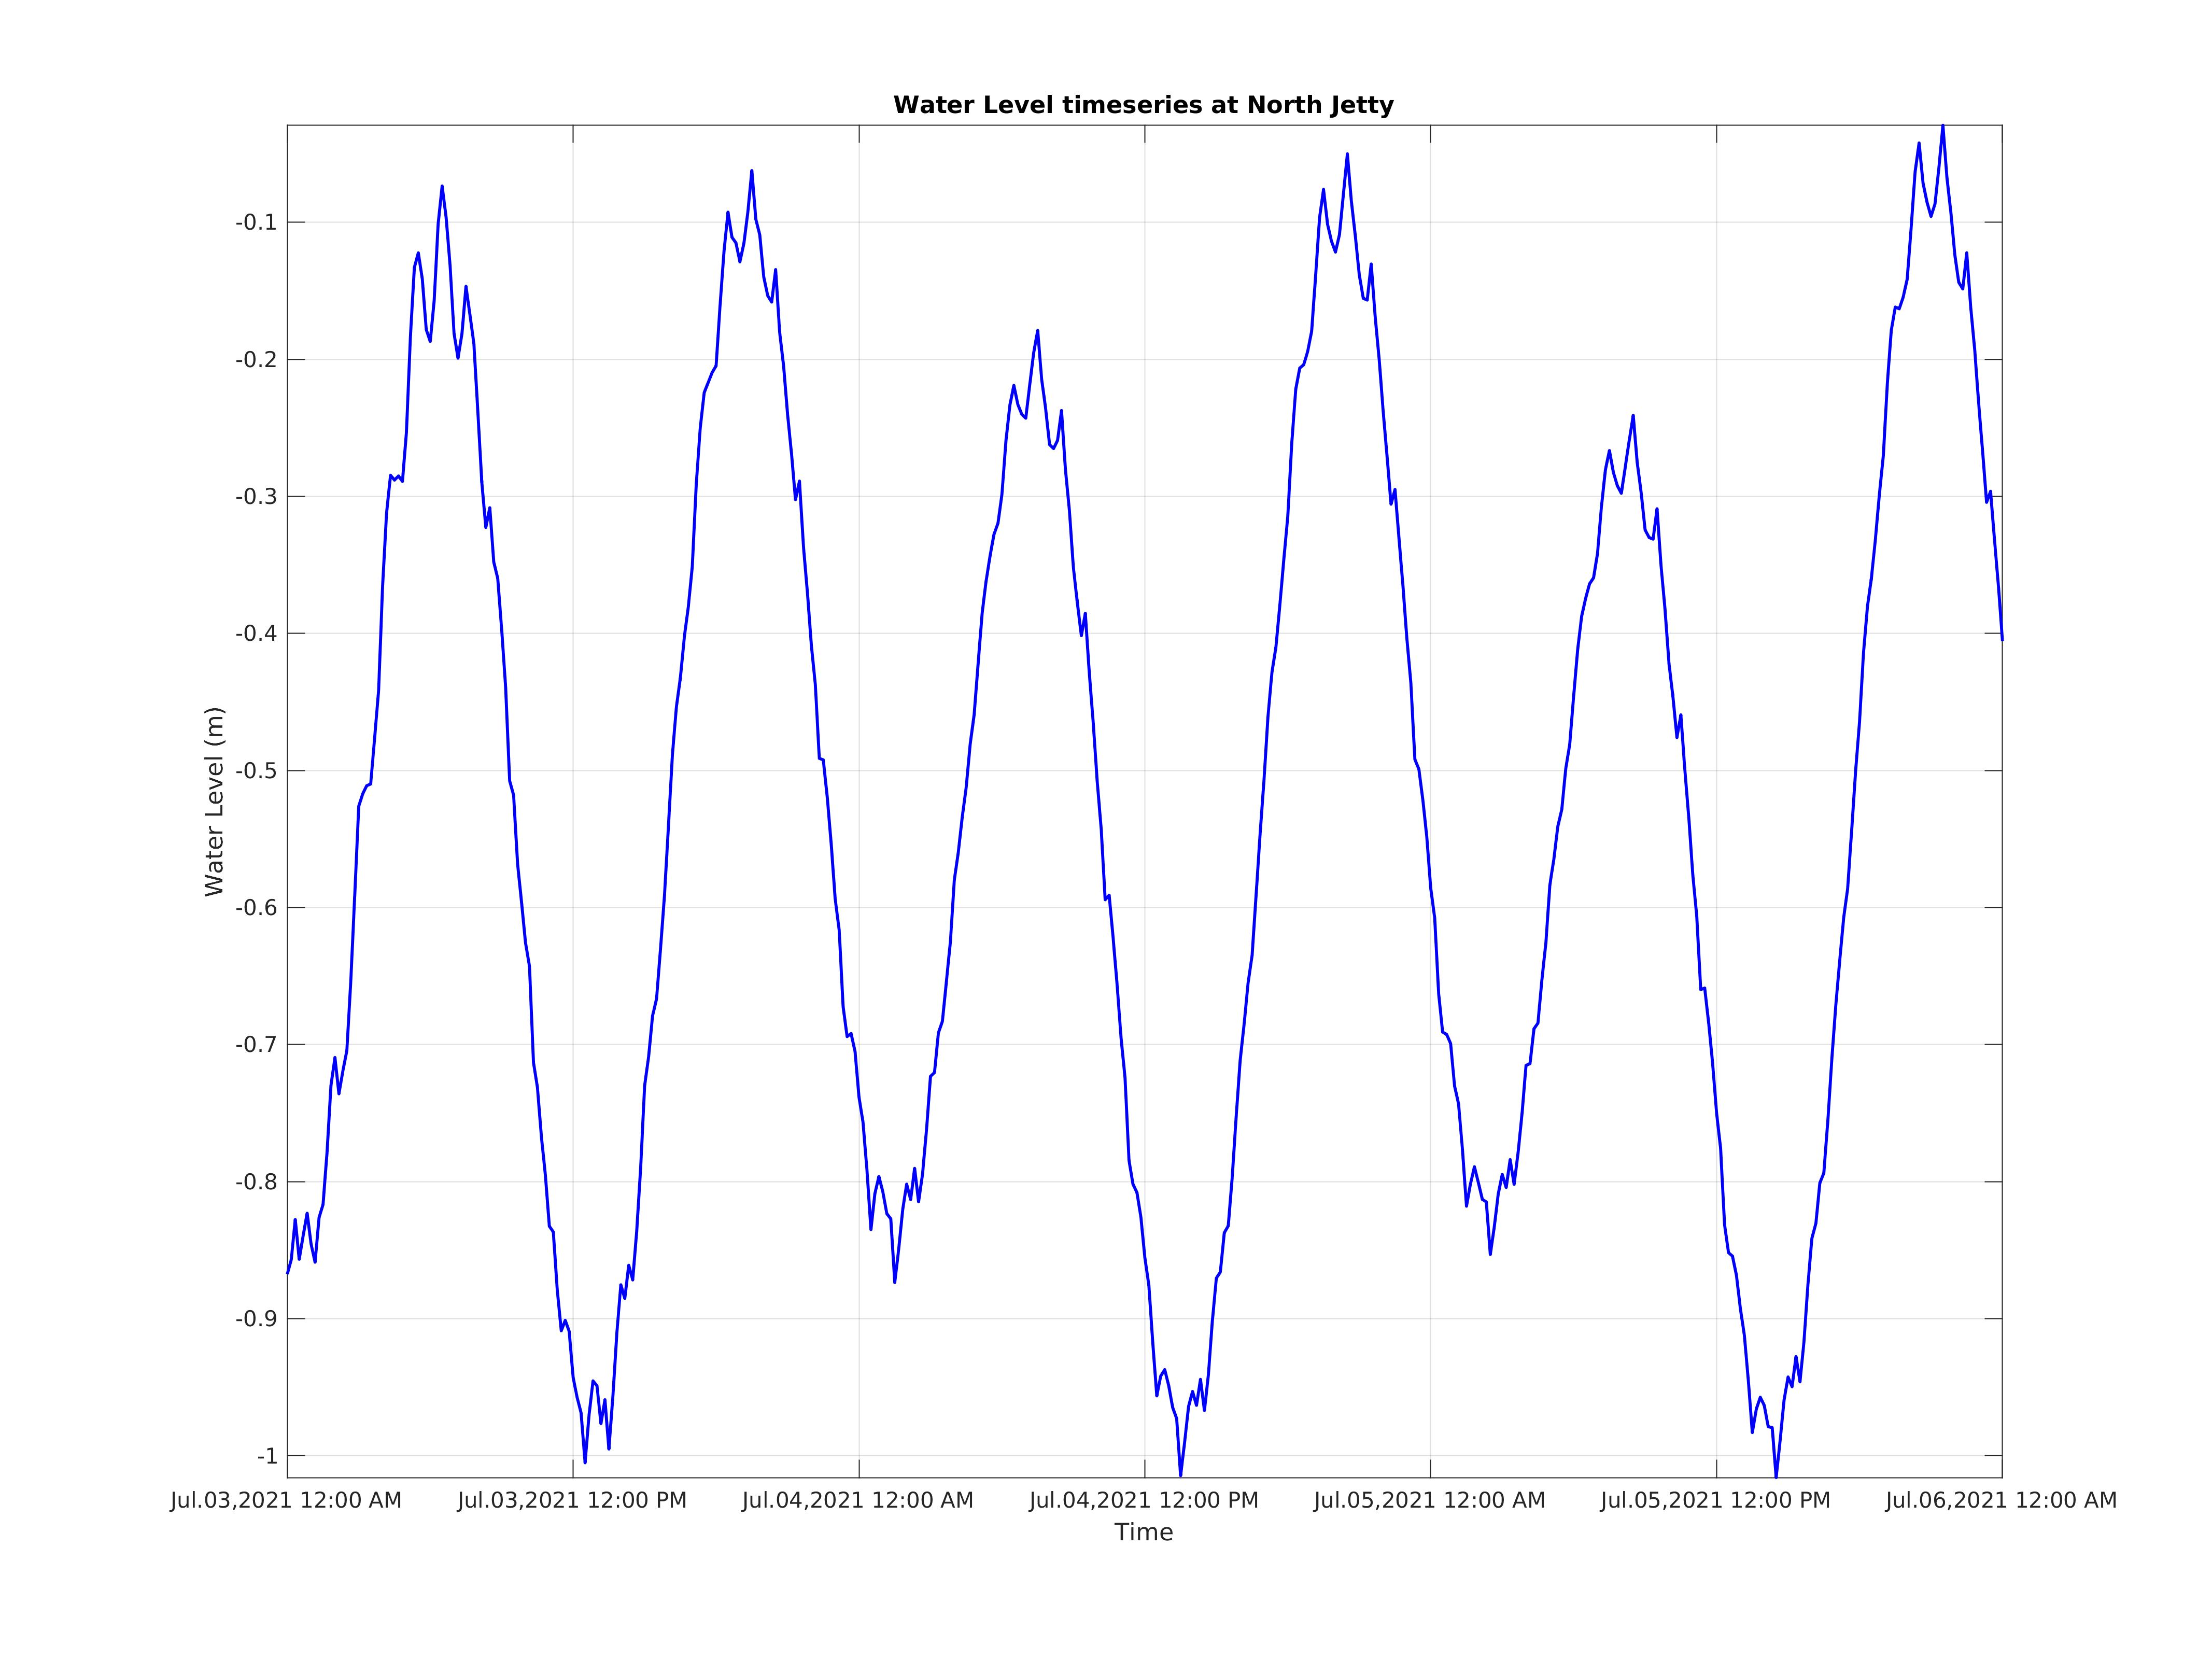 Water Level timeseries at North Jetty
Water Level (m)
-0.1
-0.2
-0.3
-0.4
-0.5
-0.6
-0.7
-0.8
-0.9
-1
Jul.03,2021 12:00 AM Jul.03,2021 12:00 PM Jul.04,2021 12:00 AM Jul.04,2021 12:00 PM Jul.05,2021 12:00 AM Jul.05,2021 12:00 PM Jul.06,2021 12:00 AM
Time